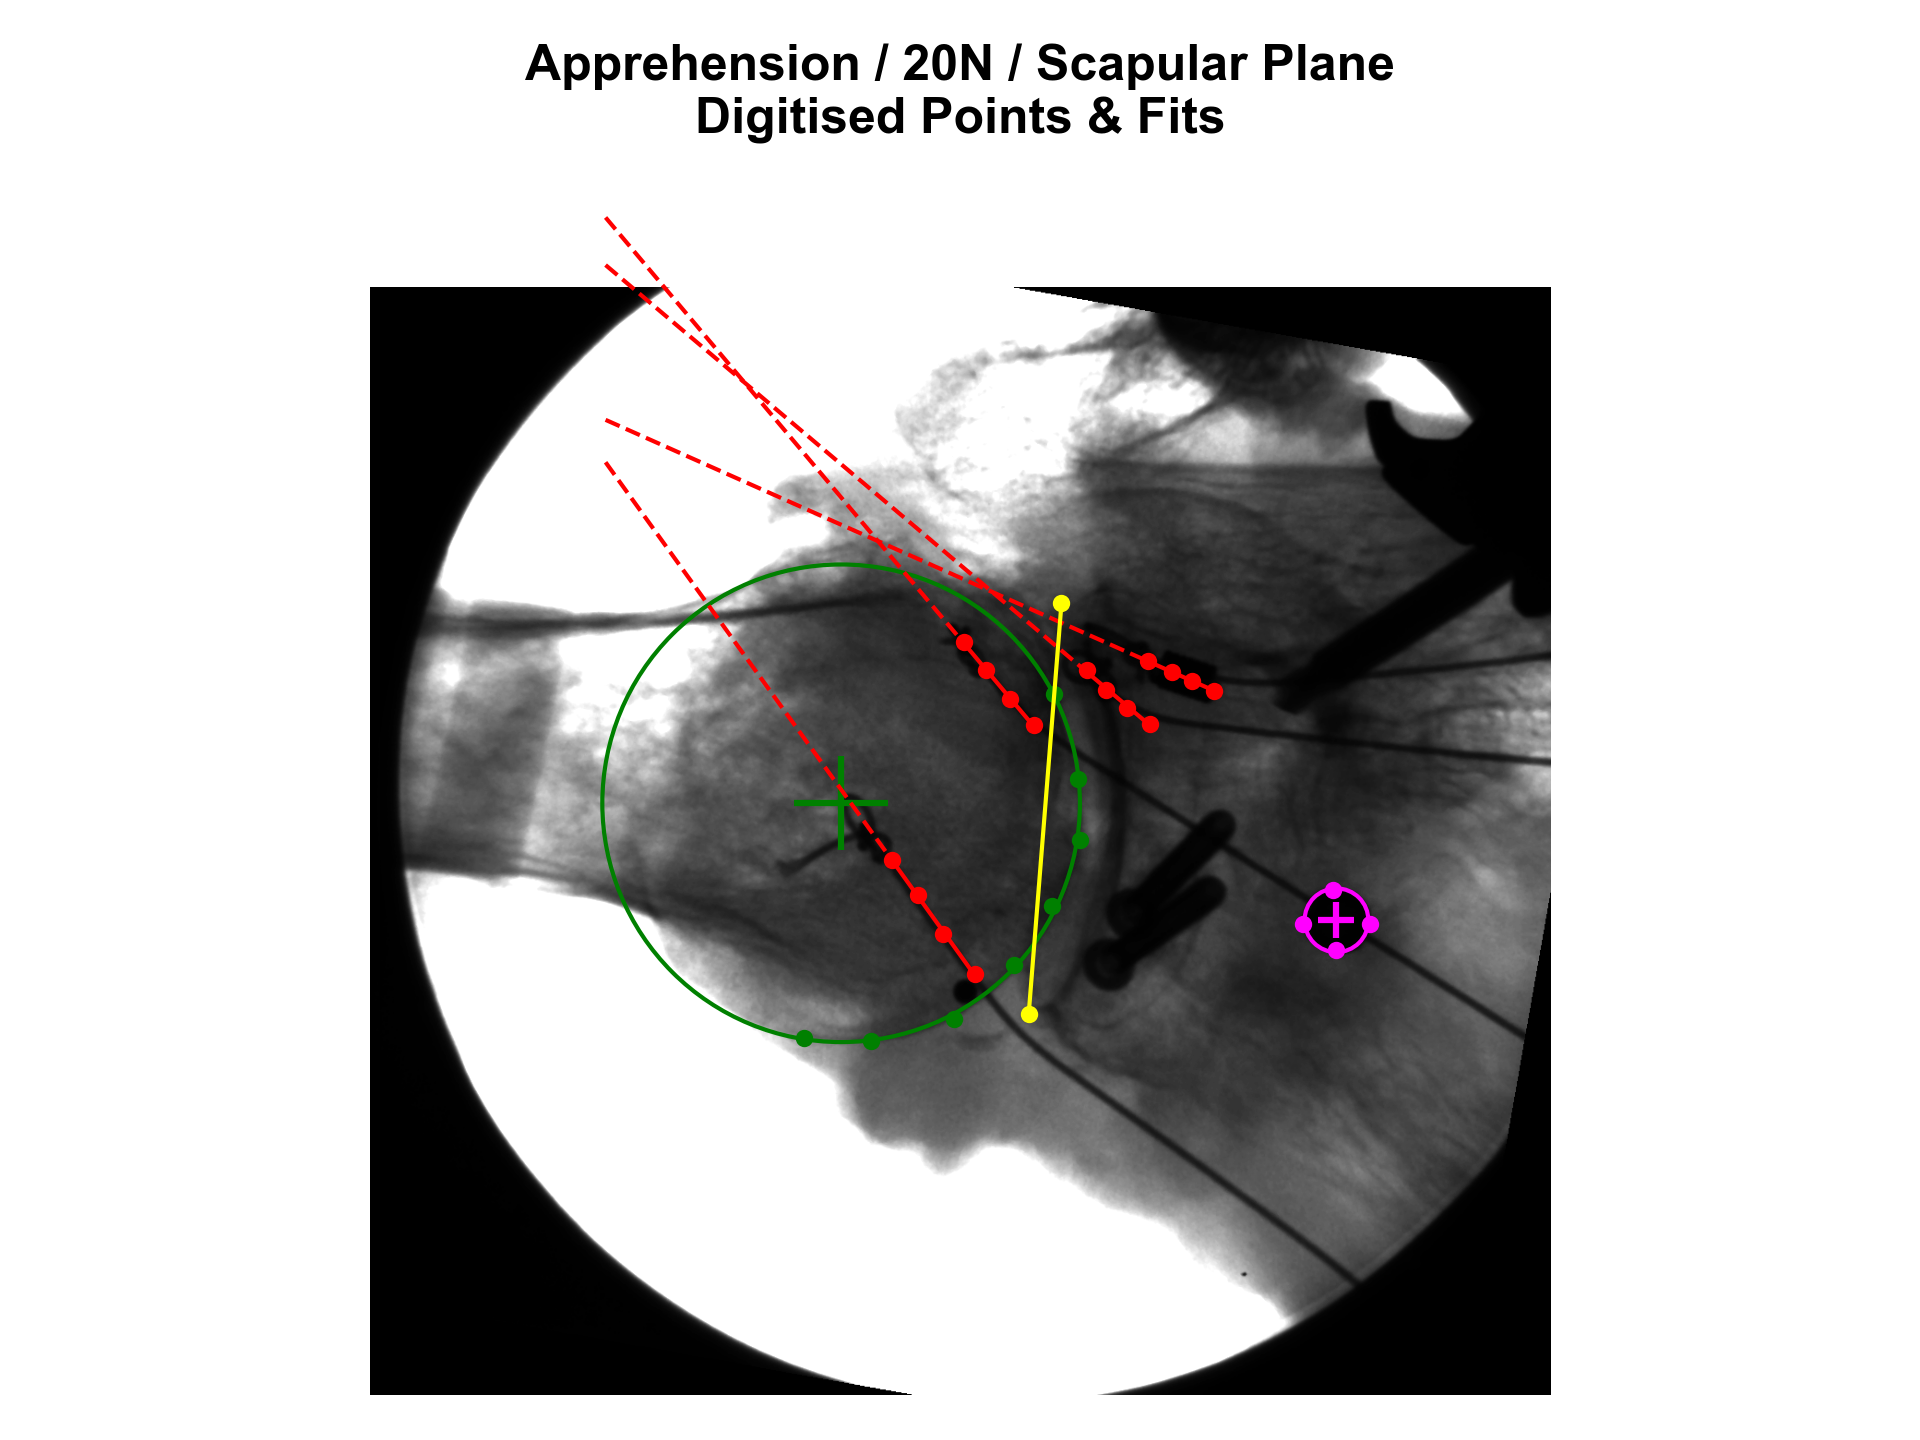 Apprehension / 20N / Scapular Plane
Digitised Points & Fits